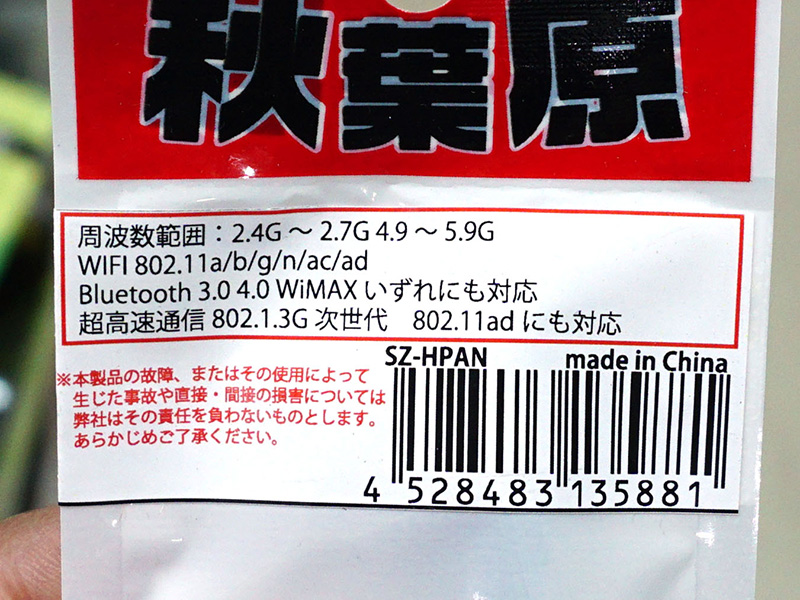 秋葉原
周波数範囲：2.4G ～ 2.7G 4.9 ～ 5.9G
WIFI 802.11a/b/g/n/ac/ad
Bluetooth 3.0 4.0 WiMAX いずれにも対応
超高速通信 802.1.3G 次世代　802.11ad にも対応
SZ-HPAN made in China
※本製品の故障、またはその使用によって
生じた事故や直接・間接の損害については
弊社はその責任を負わないものとします。
あらかじめご了承ください。
4 528483 135881